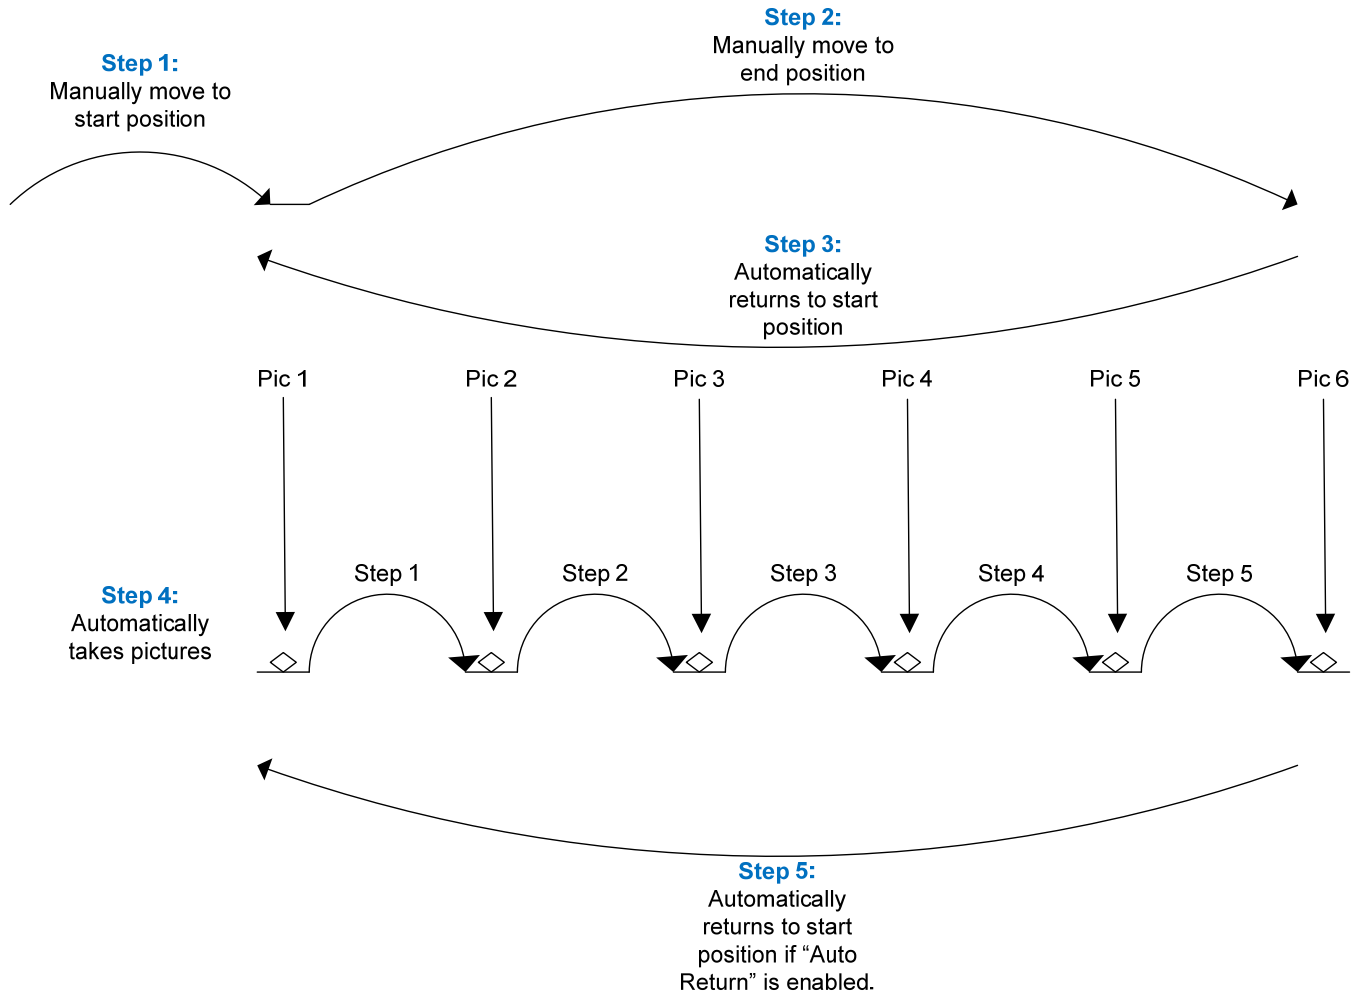 Step 1:
Manually move to
start position
Step 2:
Manually move to
end position
Step 3:
Automatically
returns to start
position
Pic 1
Pic 2
Pic 3
Pic 4
Pic 5
Pic 6
Step 4:
Automatically
takes pictures
Step 1
Step 2
Step 3
Step 4
Step 5
Step 5:
Automatically
returns to start
position if “Auto
Return” is enabled.